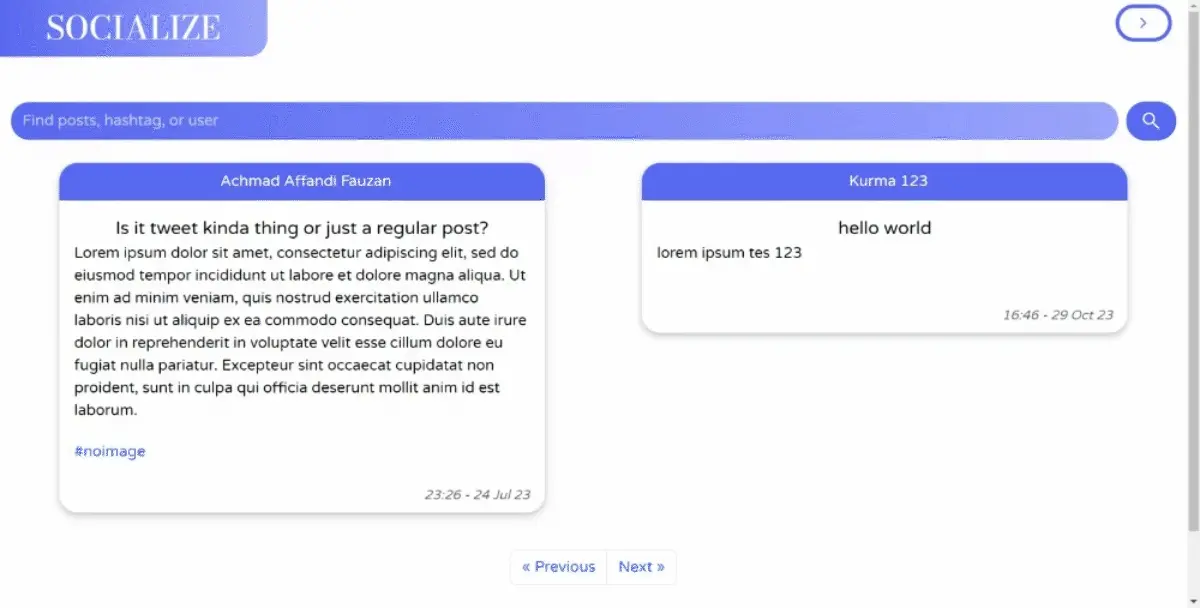 SOCIALIZE
Find posts, hashtag, or user
Achmad Affandi Fauzan
Is it tweet kinda thing or just a regular post?
Lorem ipsum dolor sit amet, consectetur adipiscing elit, sed do
eiusmod tempor incididunt ut labore et dolore magna aliqua. Ut
enim ad minim veniam, quis nostrud exercitation ullamco
laboris nisi ut aliquip ex ea commodo consequat. Duis aute irure
dolor in reprehenderit in voluptate velit esse cillum dolore eu
fugiat nulla pariatur. Excepteur sint occaecat cupidatat non
proident, sunt in culpa qui officia deserunt mollit anim id est
laborum.
#noimage
23:26 - 24 Jul 23
Kurma 123
hello world
lorem ipsum tes 123
16:46 - 29 Oct 23
« Previous
Next »